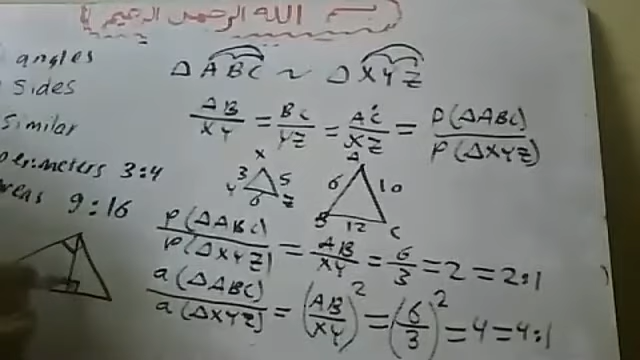 بسم الله الرحمن الرحيم
angles
Sides
Similar
perimeters 3:4
areas 9:16
Δ ABC ~ Δ XYZ
AB/XY = BC/YZ = AC/XZ = P(ΔABC)/P(ΔXYZ)
X
3 5
Y 6 Z
A
6 10
B 12 C
P(ΔABC)/P(ΔXYZ) = AB/XY = 6/3 = 2 = 2:1
a(ΔABC)/a(ΔXYZ) = (AB/XY)² = (6/3)² = 4 = 4:1